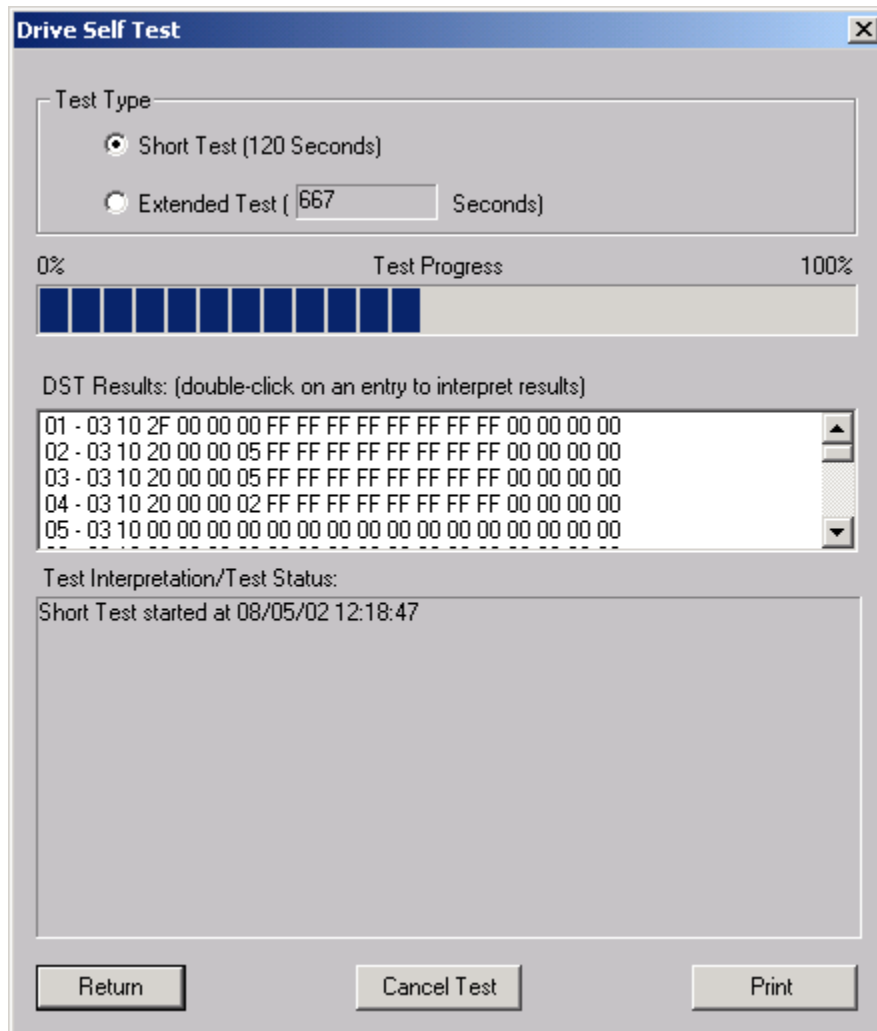 Drive Self Test
Test Type
Short Test (120 Seconds)
Extended Test ( 667 Seconds)
0% Test Progress 100%
DST Results: (double-click on an entry to interpret results)
01 - 03 10 2F 00 00 00 FF FF FF FF FF FF FF FF 00 00 00 00
02 - 03 10 20 00 00 05 FF FF FF FF FF FF FF FF 00 00 00 00
03 - 03 10 20 00 00 05 FF FF FF FF FF FF FF FF 00 00 00 00
04 - 03 10 20 00 00 02 FF FF FF FF FF FF FF FF 00 00 00 00
05 - 03 10 00 00 00 00 00 00 00 00 00 00 00 00 00 00 00 00
Test Interpretation/Test Status:
Short Test started at 08/05/02 12:18:47
Return Cancel Test Print